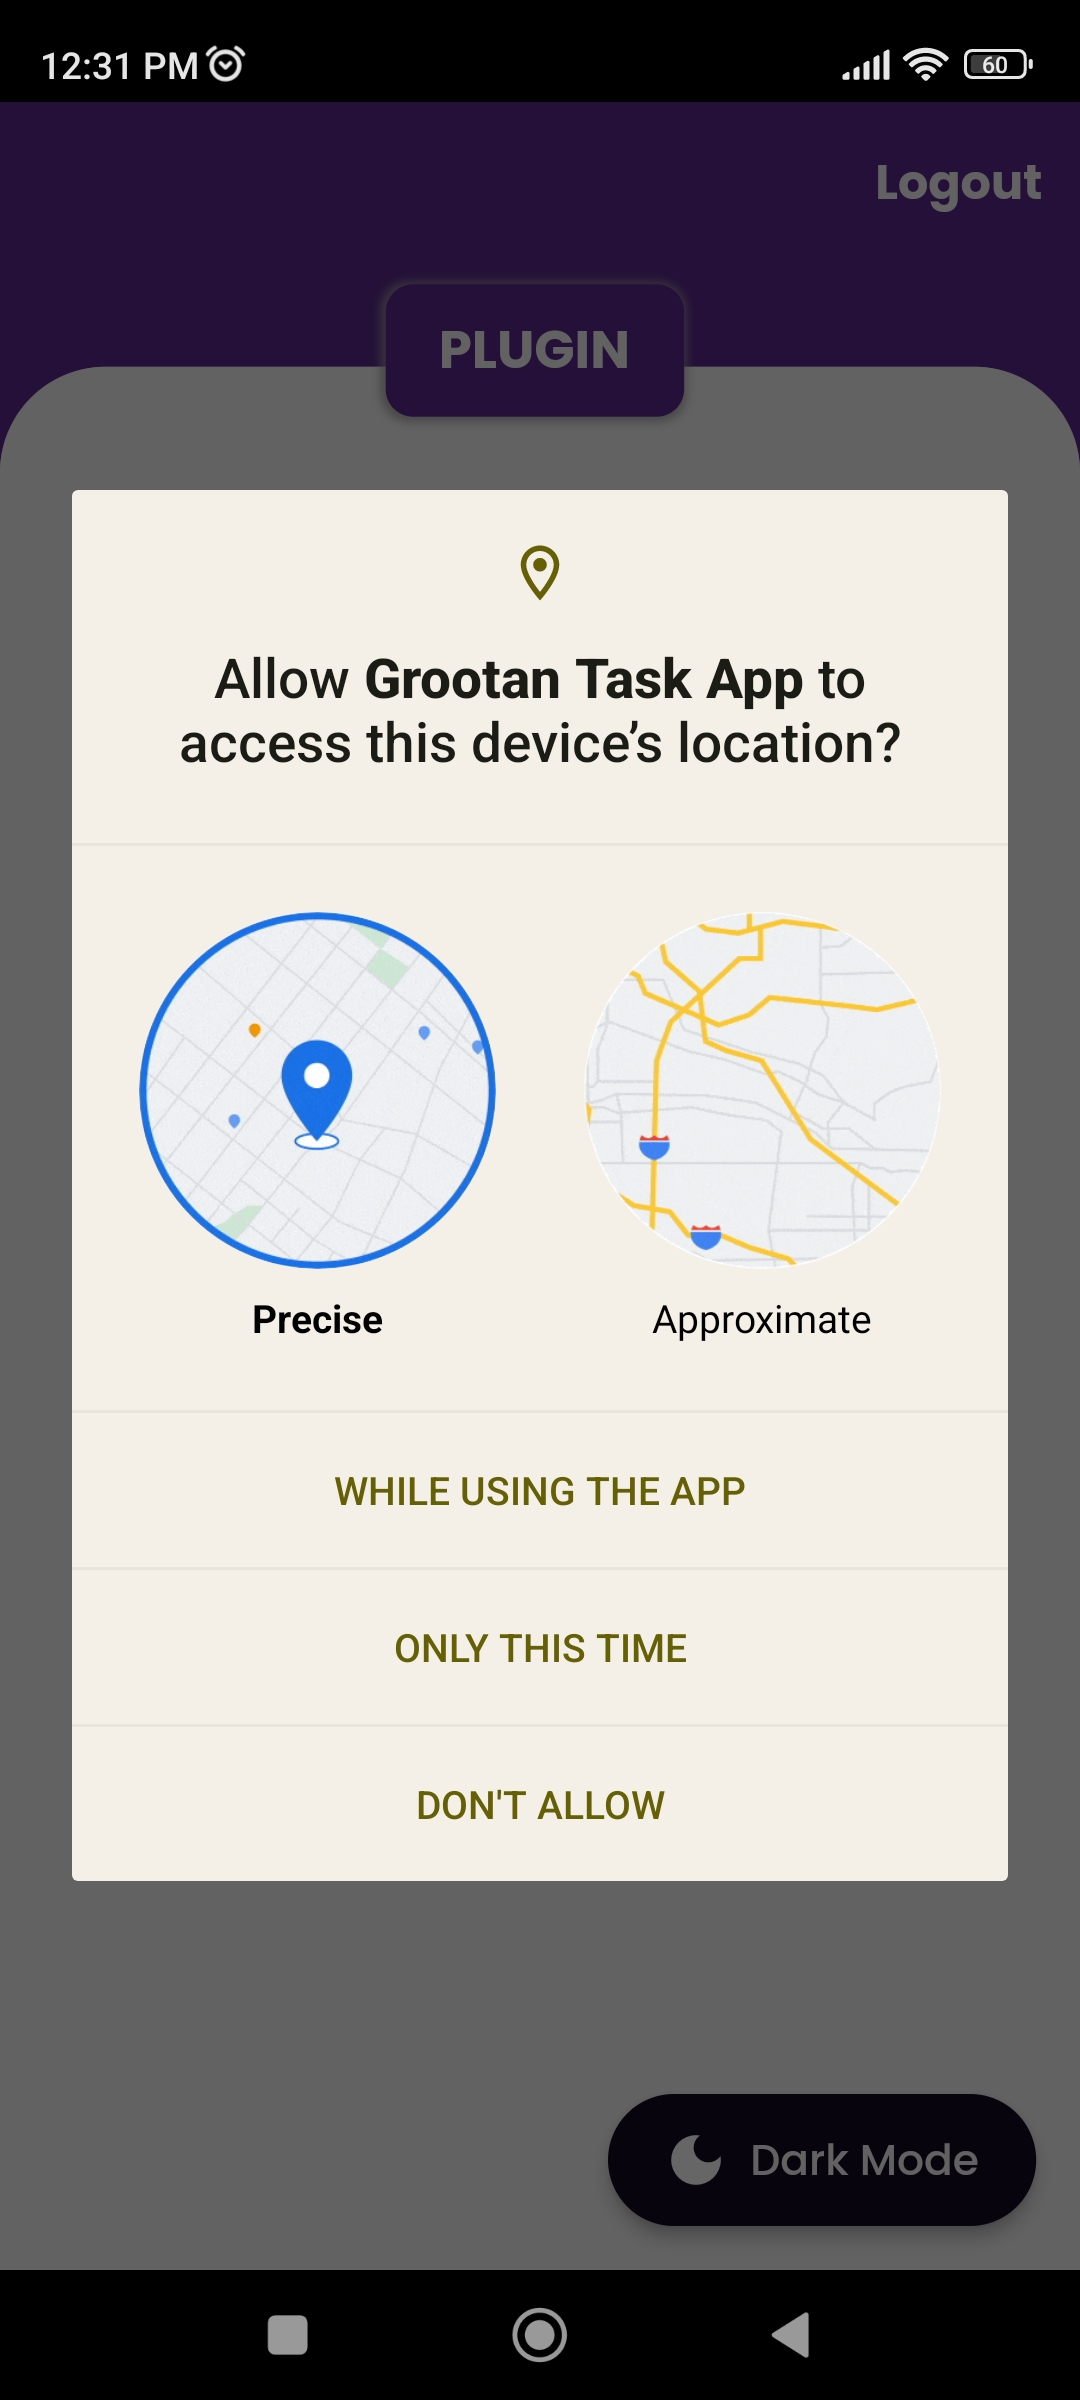 12:31 PM
60
Logout
PLUGIN
Allow Grootan Task App to
access this device’s location?
Precise
Approximate
WHILE USING THE APP
ONLY THIS TIME
DON'T ALLOW
Dark Mode